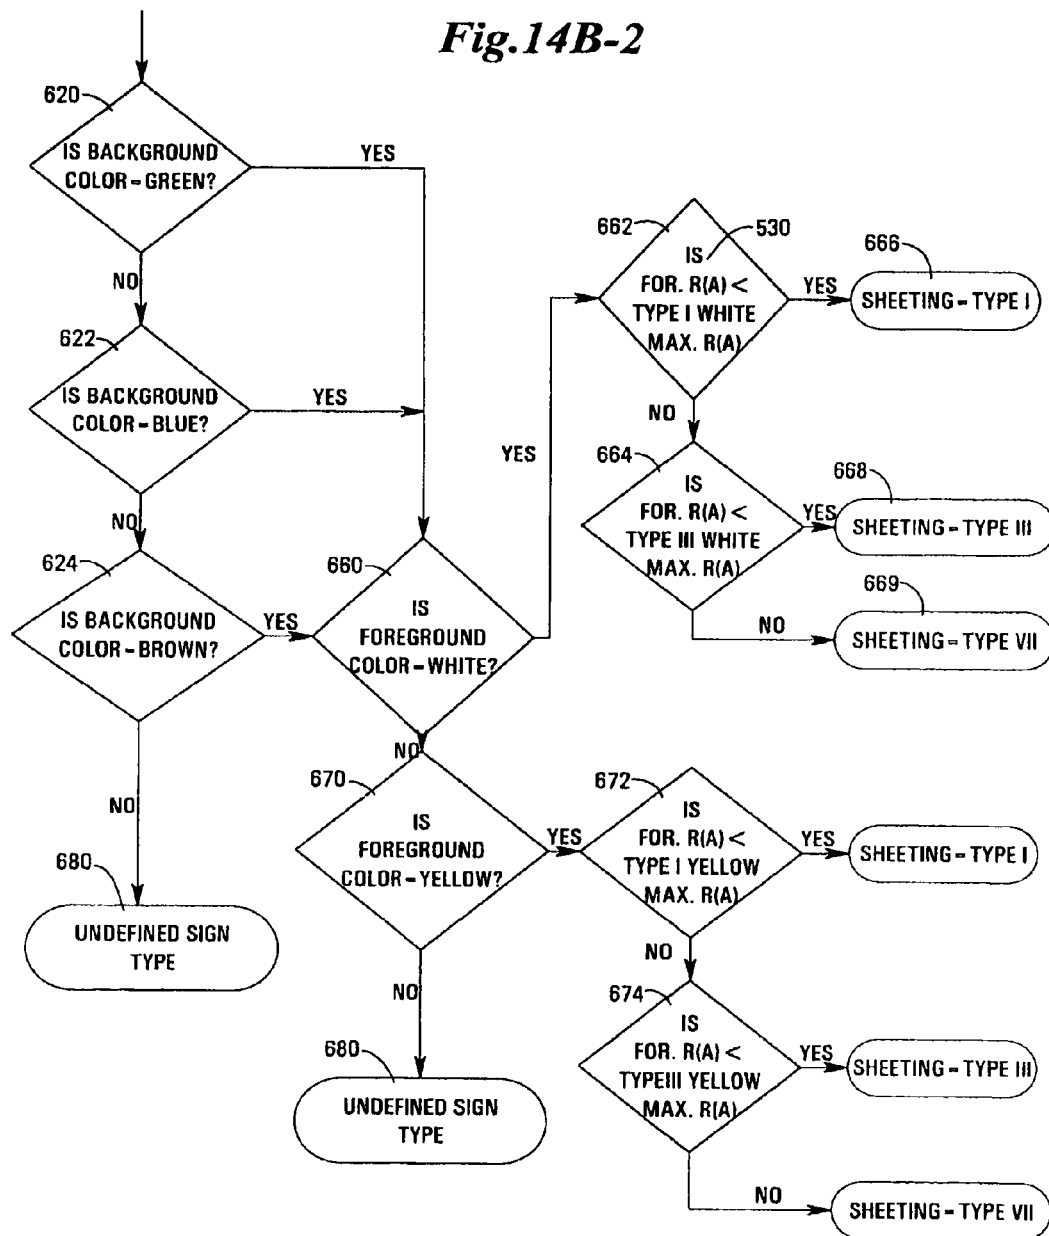 Fig.14B-2
620
IS BACKGROUND
COLOR=GREEN?
YES
NO
622
IS BACKGROUND
COLOR=BLUE?
YES
NO
624
IS BACKGROUND
COLOR=BROWN?
YES
NO
680
UNDEFINED SIGN
TYPE
660
IS
FOREGROUND
COLOR=WHITE?
YES
NO
662
530
IS
FOR. R(A) <
TYPE I WHITE
MAX. R(A)
YES
666
SHEETING=TYPE I
NO
664
IS
FOR. R(A) <
TYPE III WHITE
MAX. R(A)
YES
668
SHEETING=TYPE III
NO
669
SHEETING=TYPE VII
670
IS
FOREGROUND
COLOR=YELLOW?
YES
NO
680
UNDEFINED SIGN
TYPE
672
IS
FOR. R(A) <
TYPE I YELLOW
MAX. R(A)
YES
SHEETING=TYPE I
NO
674
IS
FOR. R(A) <
TYPEIII YELLOW
MAX. R(A)
YES
SHEETING=TYPE III
NO
SHEETING=TYPE VII